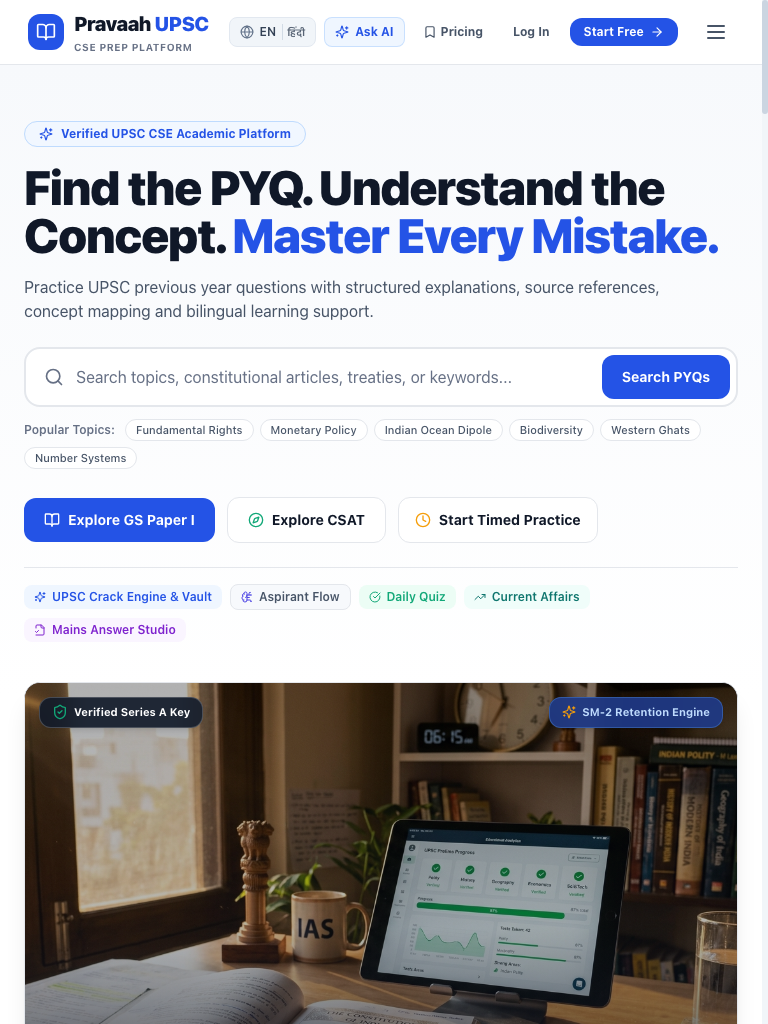 Pravaah UPSC
CSE PREP PLATFORM
EN | हिंदी
Ask AI
Pricing
Log In
Start Free
Verified UPSC CSE Academic Platform
Find the PYQ. Understand the
Concept. Master Every Mistake.
Practice UPSC previous year questions with structured explanations, source references,
concept mapping and bilingual learning support.
Search topics, constitutional articles, treaties, or keywords...
Search PYQs
Popular Topics:
Fundamental Rights
Monetary Policy
Indian Ocean Dipole
Biodiversity
Western Ghats
Number Systems
Explore GS Paper I
Explore CSAT
Start Timed Practice
UPSC Crack Engine & Vault
Aspirant Flow
Daily Quiz
Current Affairs
Mains Answer Studio
Verified Series A Key
SM-2 Retention Engine
06:15
INDIAN POLITY
MODERN INDIA
Geography of India
IAS
UPSC Prelims Progress